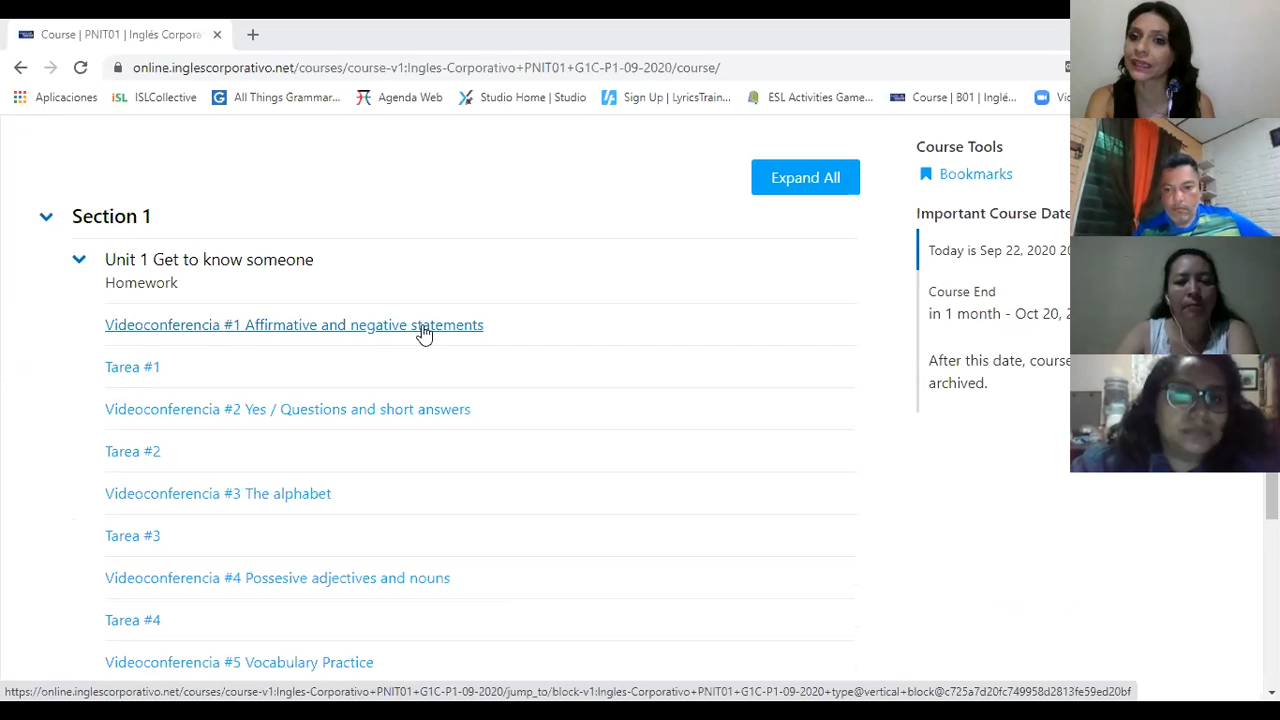 Course | PNIT01 | Inglés Corpora
online.inglescorporativo.net/courses/course-v1:Ingles-Corporativo+PNIT01+G1C-P1-09-2020/course/
Aplicaciones ISLCollective All Things Grammar... Agenda Web Studio Home | Studio Sign Up | LyricsTrain... ESL Activities Game... Course | B01 | Inglé...
Course Tools
Expand All
Bookmarks
Section 1
Important Course Date
Today is Sep 22, 2020 20
Unit 1 Get to know someone
Homework
Course End
in 1 month - Oct 20, 2
Videoconferencia #1 Affirmative and negative statements
After this date, course
archived.
Tarea #1
Videoconferencia #2 Yes / Questions and short answers
Tarea #2
Videoconferencia #3 The alphabet
Tarea #3
Videoconferencia #4 Possesive adjectives and nouns
Tarea #4
Videoconferencia #5 Vocabulary Practice
https://online.inglescorporativo.net/courses/course-v1:Ingles-Corporativo+PNIT01+G1C-P1-09-2020/jump_to/block-v1:Ingles-Corporativo+PNIT01+G1C-P1-09-2020+type@vertical+block@c725a7d20fc749958d2813fe59ed20bf